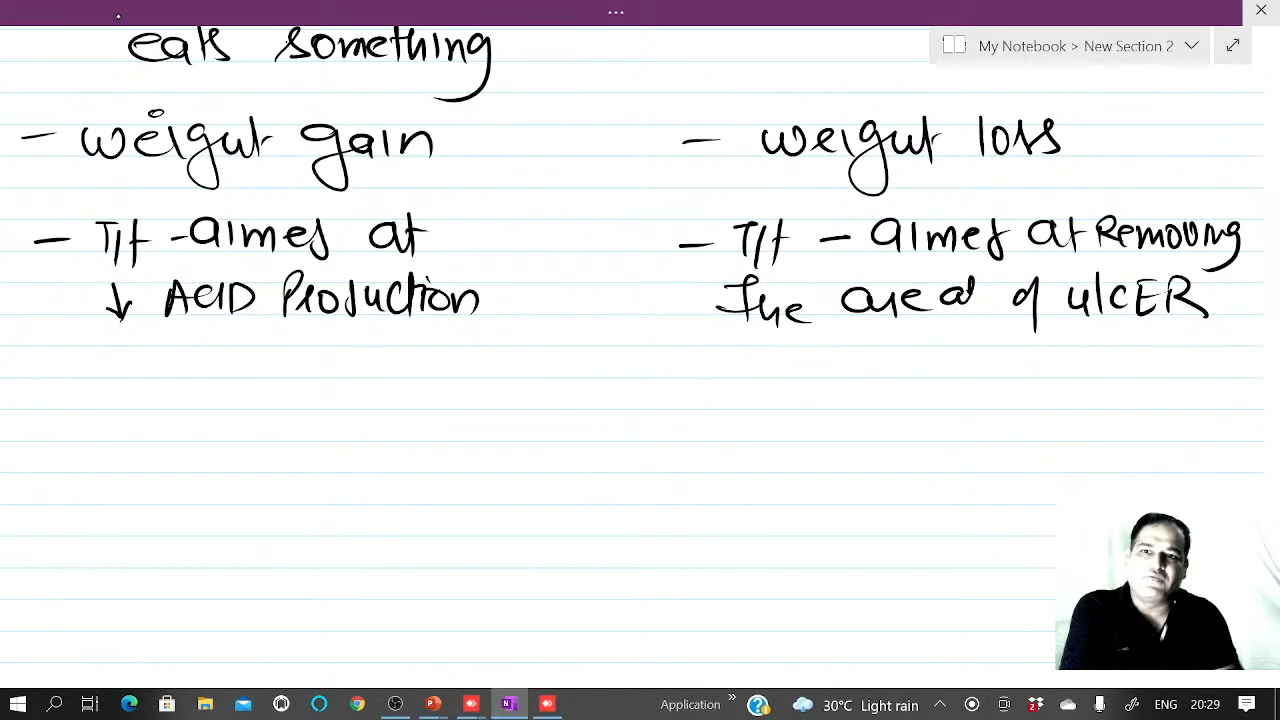 ...
My Notebook > New Section 2
eats something
- weight gain
- weight loss
- T/t - aimes at
↓ ACID Production
- T/t - aimes at Removing
The area of ulCER
Application
»
30°C Light rain
ENG
20:29